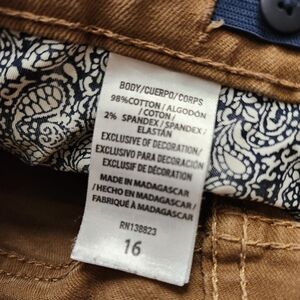 BODY/CUERPO/CORPS
98%COTTON / ALGODÓN
/ COTON /
2% SPANDEX / SPANDEX /
ELASTÁN
EXCLUSIVE OF DECORATION/
EXCLUSIVO PARA DECORACIÓN
EXCLUSIF DE DECORATION
MADE IN MADAGASCAR/
/ HECHO EN MADAGASCAR/
FABRIQUÉ À MADAGASCAR
RN138823
16